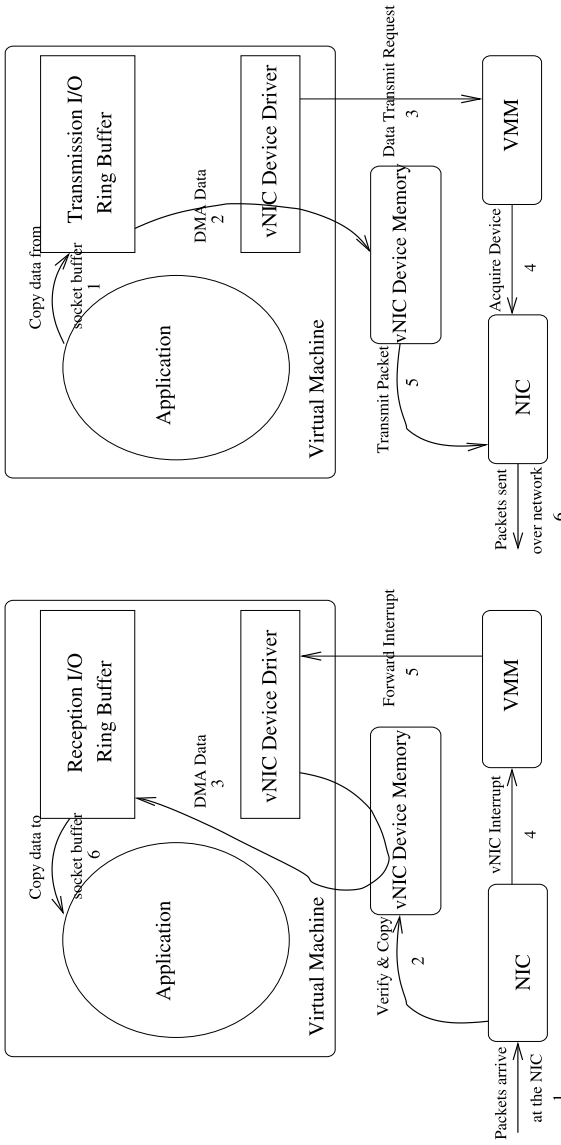 Packets arrive
at the NIC
1
NIC
Verify & Copy
2
vNIC Interrupt
4
VMM
vNIC Device Memory
Forward Interrupt
5
Virtual Machine
Application
Copy data to
socket buffer
6
Reception I/O
Ring Buffer
DMA Data
3
vNIC Device Driver
Packets sent
over network
6
NIC
Transmit Packet
5
Acquire Device
4
VMM
vNIC Device Memory
Data Transmit Request
3
Virtual Machine
Application
Copy data from
socket buffer
1
Transmission I/O
Ring Buffer
DMA Data
2
vNIC Device Driver